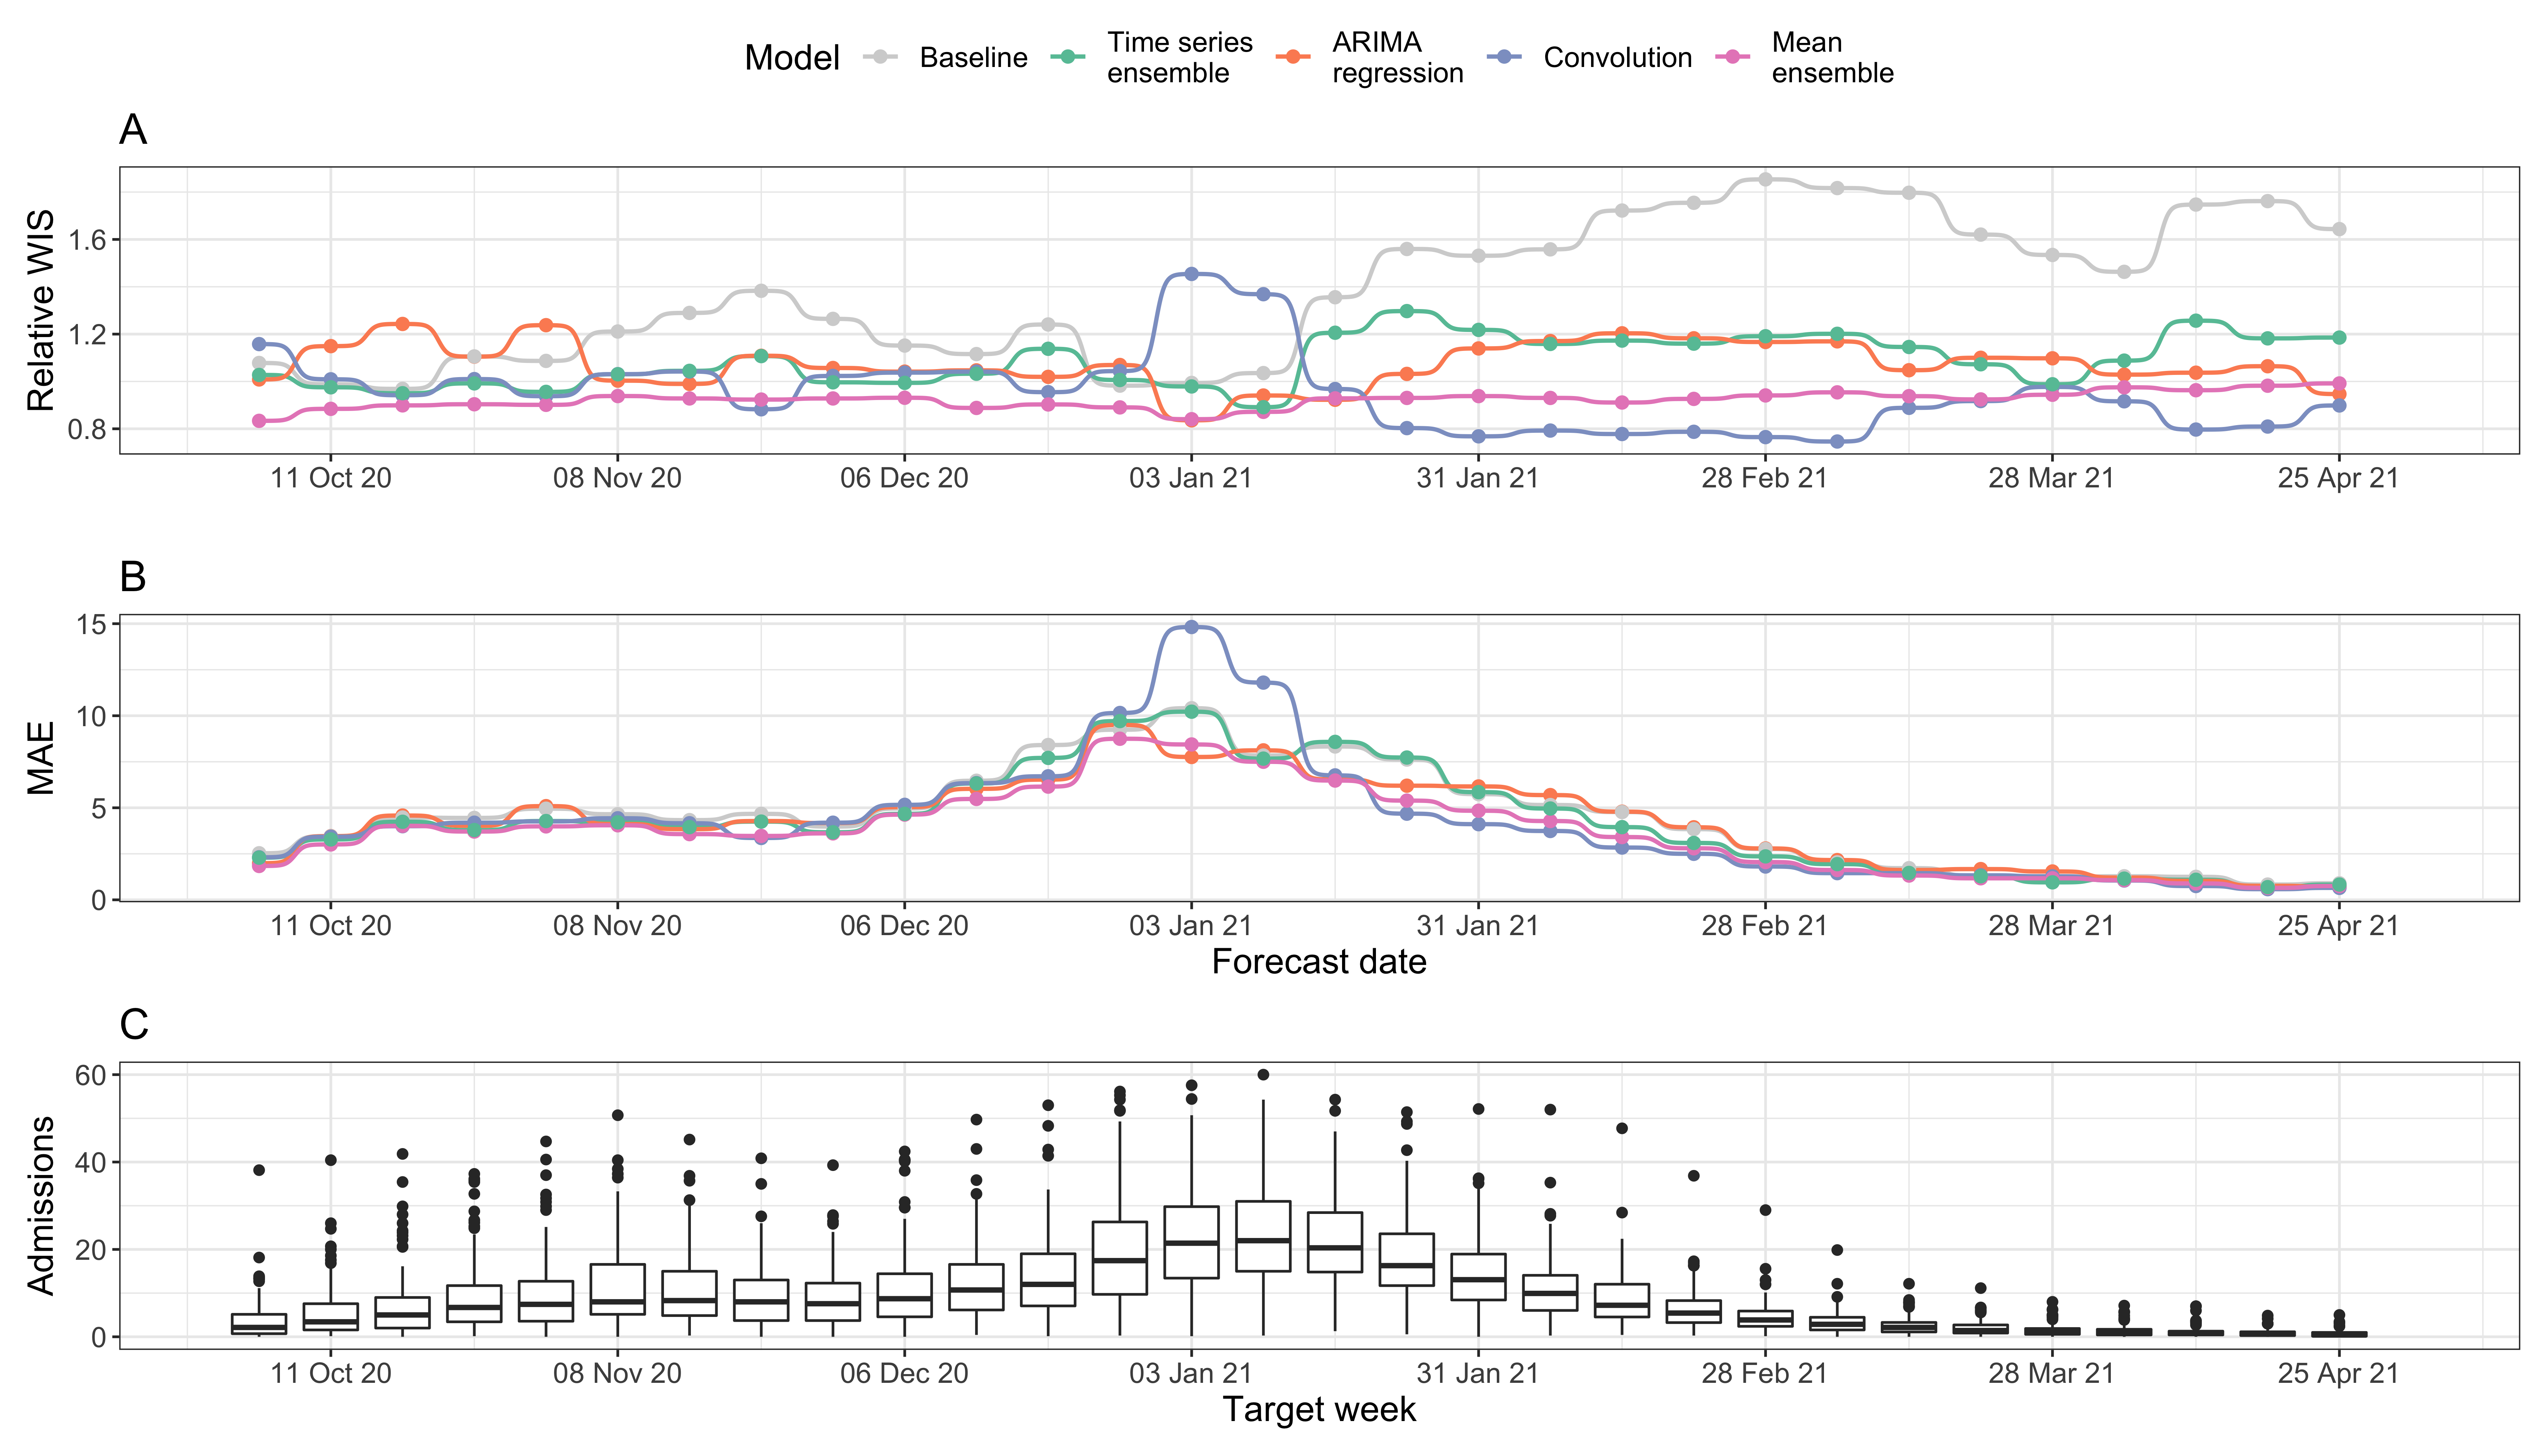 Model
Baseline
Time series
ensemble
ARIMA
regression
Convolution
Mean
ensemble
A
Relative WIS
1.6
1.2
0.8
11 Oct 20 08 Nov 20 06 Dec 20 03 Jan 21 31 Jan 21 28 Feb 21 28 Mar 21 25 Apr 21
B
MAE
15
10
5
0
11 Oct 20 08 Nov 20 06 Dec 20 03 Jan 21 31 Jan 21 28 Feb 21 28 Mar 21 25 Apr 21
Forecast date
C
Admissions
60
40
20
0
11 Oct 20 08 Nov 20 06 Dec 20 03 Jan 21 31 Jan 21 28 Feb 21 28 Mar 21 25 Apr 21
Target week